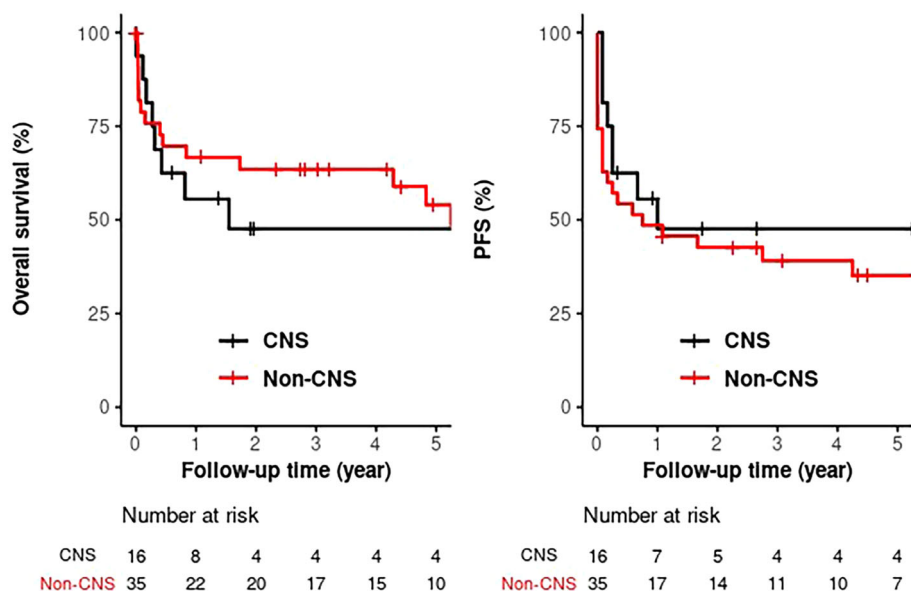 Overall survival (%)
100
75
50
25
0
CNS
Non-CNS
0 1 2 3 4 5
Follow-up time (year)
Number at risk
CNS 16 8 4 4 4 4
Non-CNS 35 22 20 17 15 10
PFS (%)
100
75
50
25
0
CNS
Non-CNS
0 1 2 3 4 5
Follow-up time (year)
Number at risk
CNS 16 7 5 4 4 4
Non-CNS 35 17 14 11 10 7